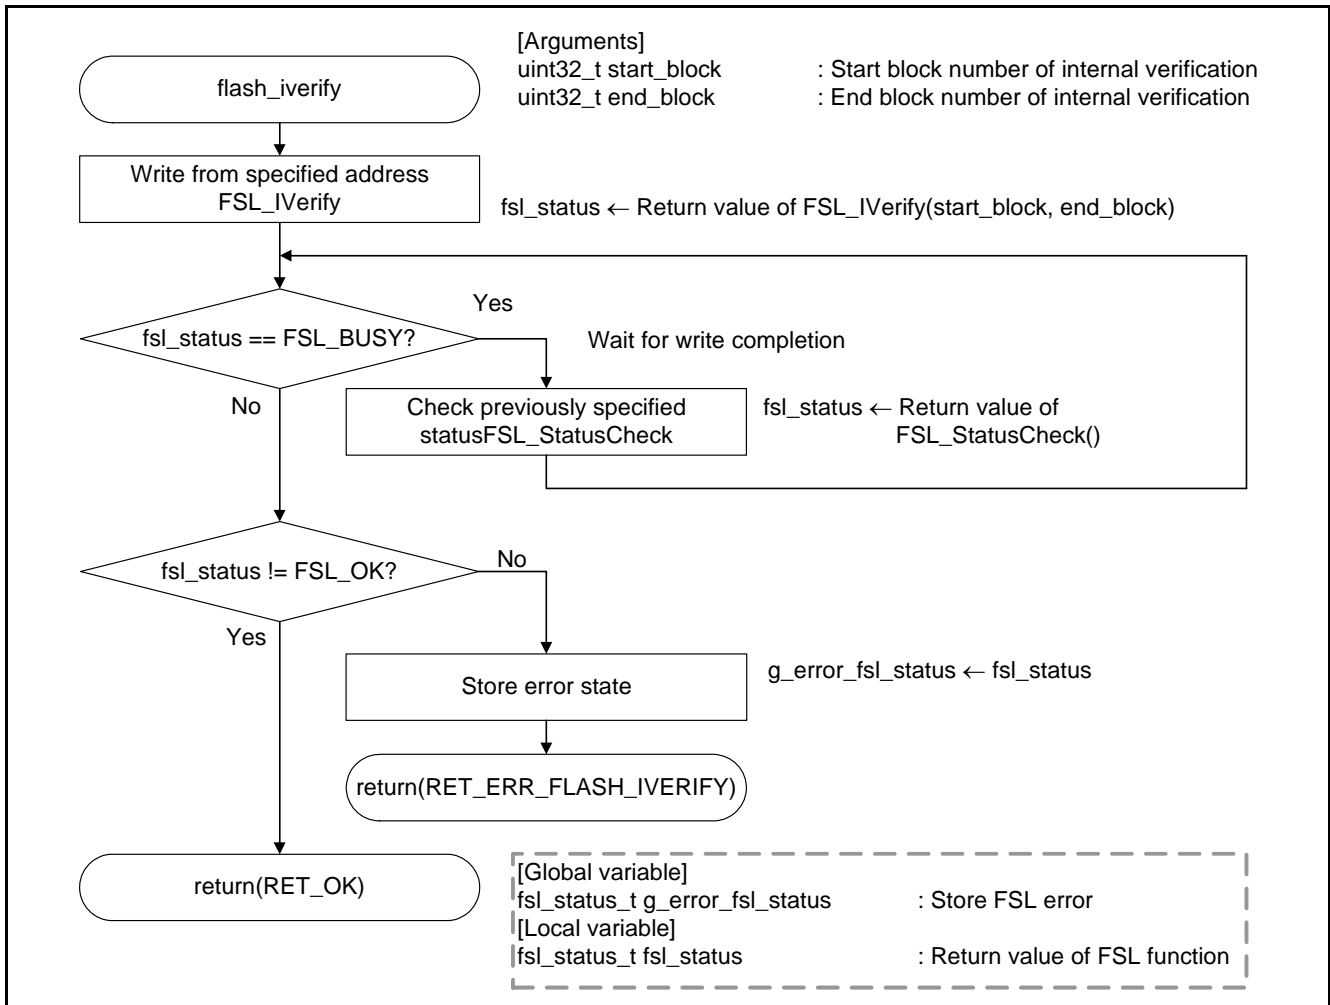 [Arguments]
uint32_t start_block : Start block number of internal verification
uint32_t end_block : End block number of internal verification
flash_iverify
Write from specified address
FSL_IVerify
fsl_status ← Return value of FSL_IVerify(start_block, end_block)
Yes
fsl_status == FSL_BUSY?
Wait for write completion
No
Check previously specified
statusFSL_StatusCheck
fsl_status ← Return value of
FSL_StatusCheck()
No
fsl_status != FSL_OK?
Yes
Store error state
g_error_fsl_status ← fsl_status
return(RET_ERR_FLASH_IVERIFY)
return(RET_OK)
[Global variable]
fsl_status_t g_error_fsl_status : Store FSL error
[Local variable]
fsl_status_t fsl_status : Return value of FSL function